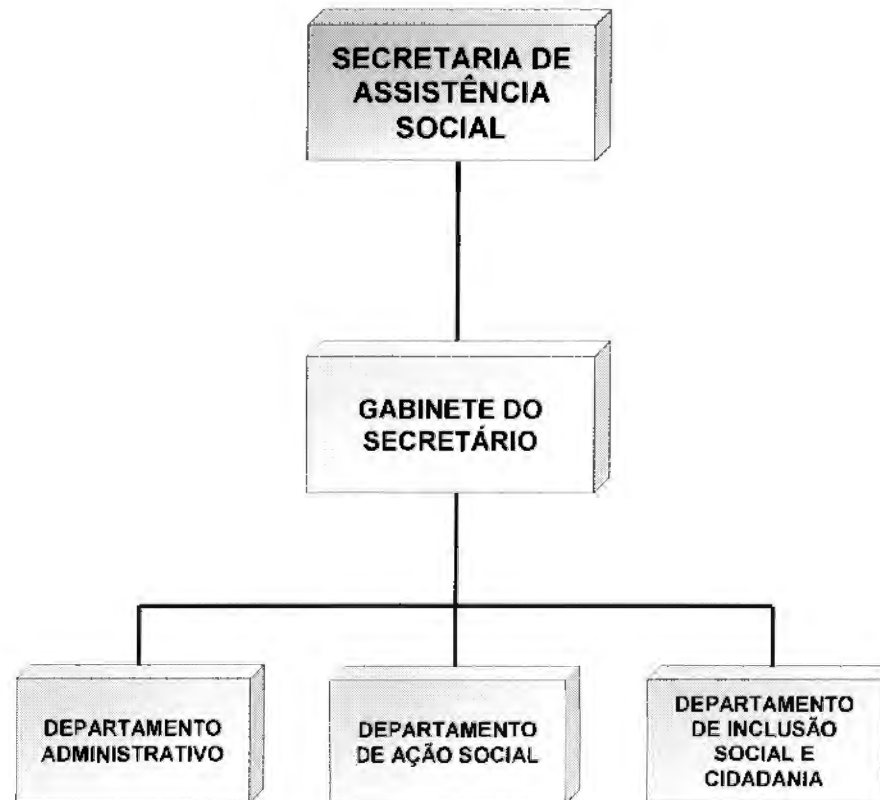 SECRETARIA DE
ASSISTÊNCIA
SOCIAL
GABINETE DO
SECRETÁRIO
DEPARTAMENTO
ADMINISTRATIVO
DEPARTAMENTO
DE AÇÃO SOCIAL
DEPARTAMENTO
DE INCLUSÃO
SOCIAL E
CIDADANIA